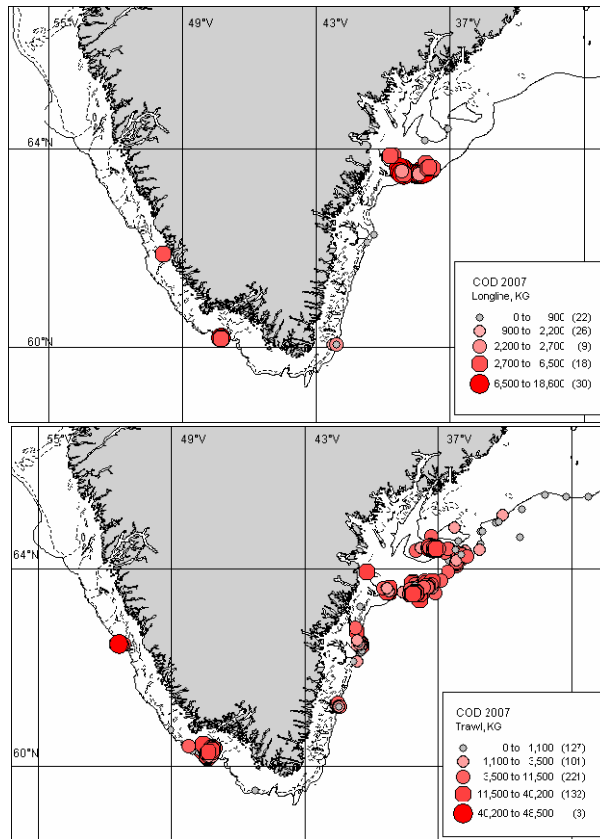 55°V 49°V 43°V 37°V
64°N
60°N
COD 2007
Longline, KG
0 to 900 (22)
900 to 2,200 (26)
2,200 to 2,700 (9)
2,700 to 6,500 (18)
6,500 to 18,600 (30)
55°V 49°V 43°V 37°V
64°N
60°N
COD 2007
Trawl, KG
0 to 1,100 (127)
1,100 to 3,500 (101)
3,500 to 11,500 (221)
11,500 to 40,200 (132)
40,200 to 48,500 (3)